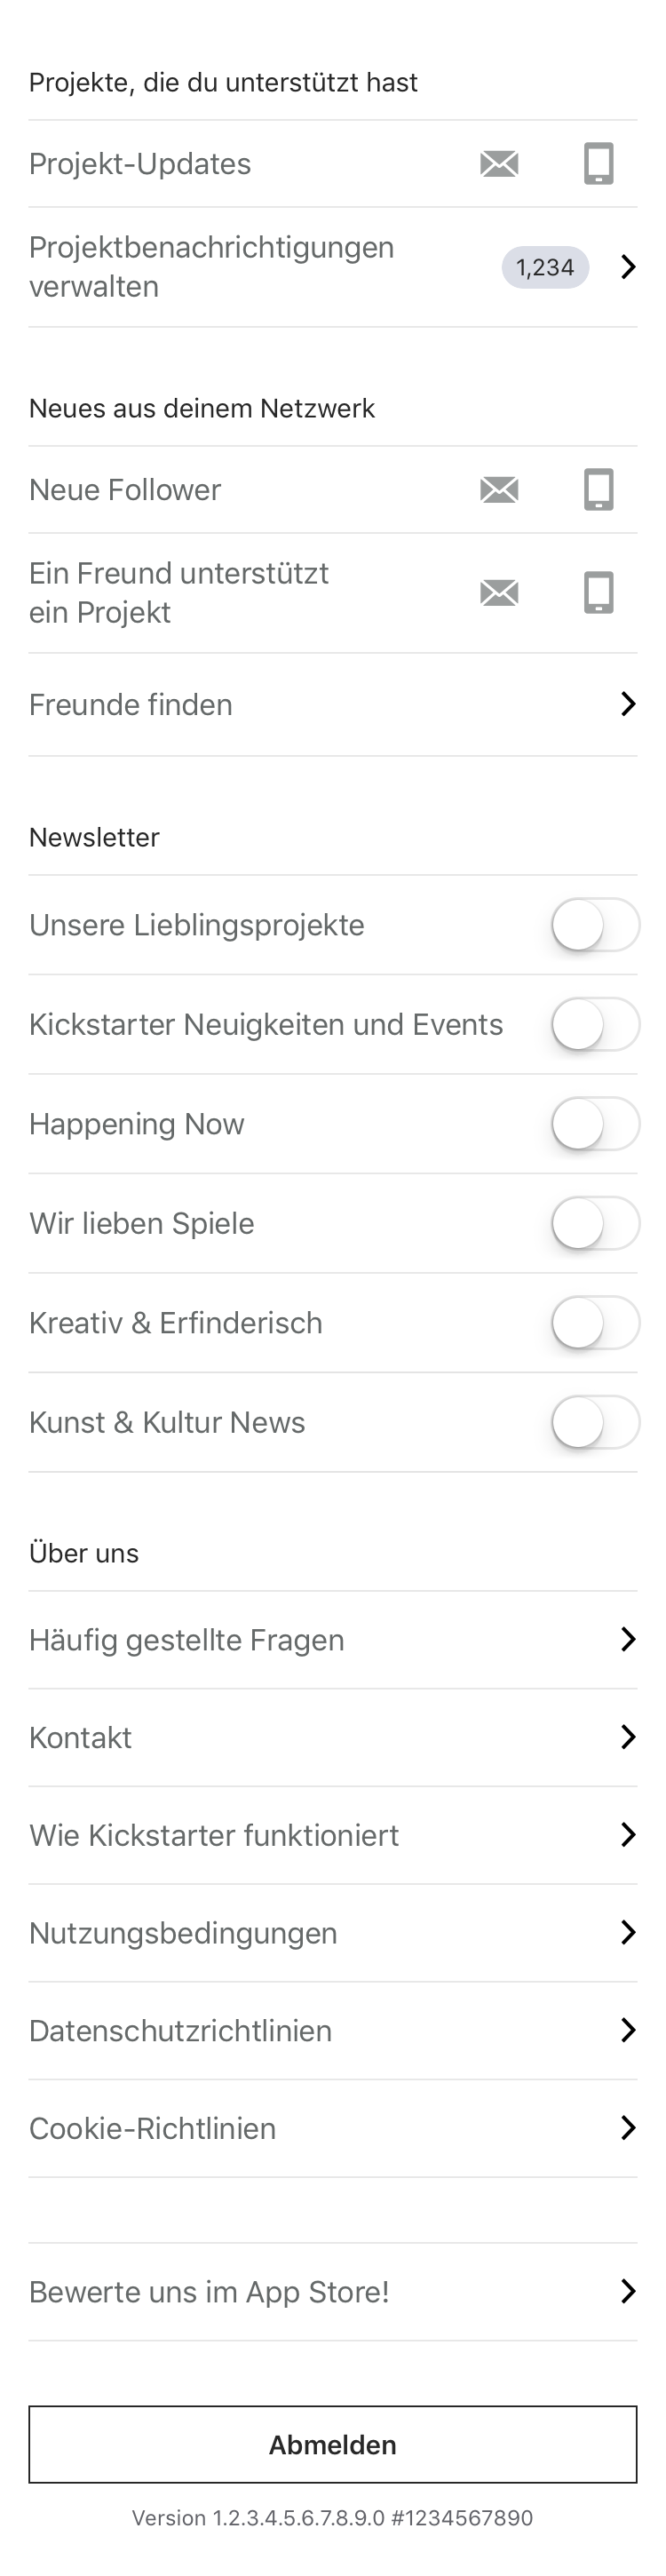 Projekte, die du unterstützt hast
Projekt-Updates
Projektbenachrichtigungen
verwalten
1,234
Neues aus deinem Netzwerk
Neue Follower
Ein Freund unterstützt
ein Projekt
Freunde finden
Newsletter
Unsere Lieblingsprojekte
Kickstarter Neuigkeiten und Events
Happening Now
Wir lieben Spiele
Kreativ & Erfinderisch
Kunst & Kultur News
Über uns
Häufig gestellte Fragen
Kontakt
Wie Kickstarter funktioniert
Nutzungsbedingungen
Datenschutzrichtlinien
Cookie-Richtlinien
Bewerte uns im App Store!
Abmelden
Version 1.2.3.4.5.6.7.8.9.0 #1234567890